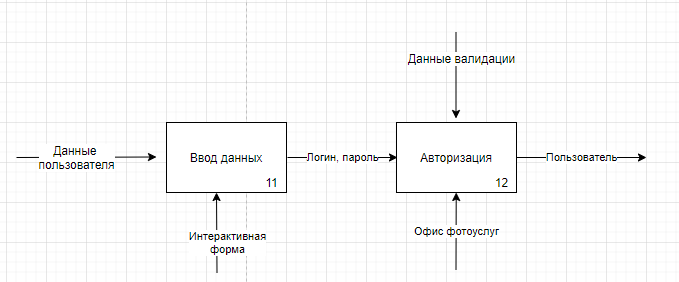 Данные валидации
Данные
пользователя
Ввод данных
11
Логин, пароль
Авторизация
12
Пользователь
Интерактивная
форма
Офис фотоуслуг